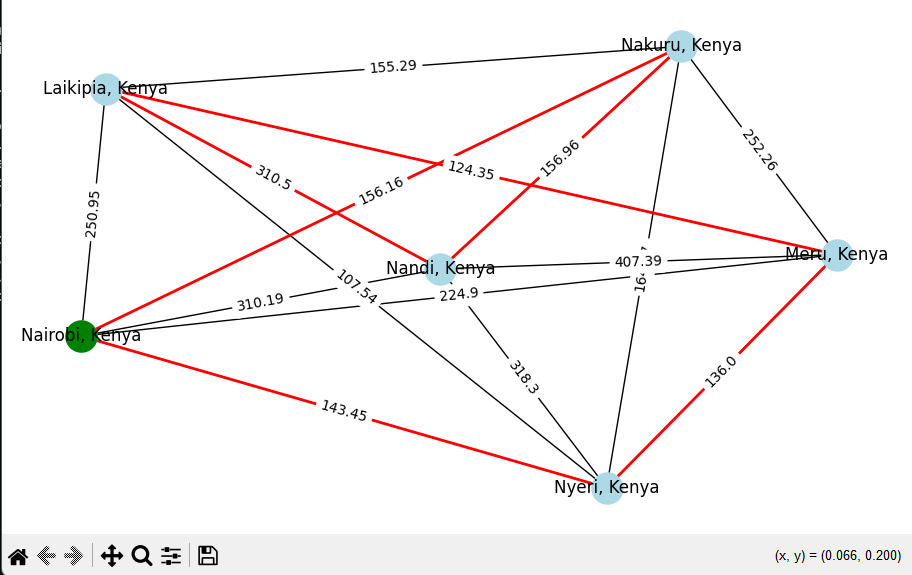 Nakuru, Kenya
155.29
Laikipia, Kenya
252.26
156.96
124.35
310.5
156.16
250.95
Meru, Kenya
407.39
Nandi, Kenya
107.54
224.9
310.19
Nairobi, Kenya
136.0
318.3
143.45
Nyeri, Kenya
(x, y) = (0.066, 0.200)